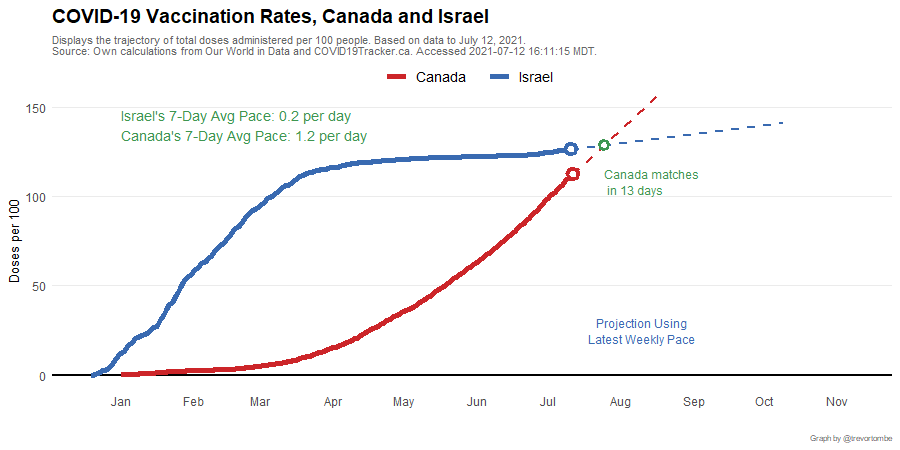 COVID-19 Vaccination Rates, Canada and Israel
Displays the trajectory of total doses administered per 100 people. Based on data to July 12, 2021.
Source: Own calculations from Our World in Data and COVID19Tracker.ca. Accessed 2021-07-12 16:11:15 MDT.
Canada Israel
Israel's 7-Day Avg Pace: 0.2 per day
Canada's 7-Day Avg Pace: 1.2 per day
Canada matches
in 13 days
Projection Using
Latest Weekly Pace
Doses per 100
150
100
50
0
Jan Feb Mar Apr May Jun Jul Aug Sep Oct Nov
Graph by @trevortombe